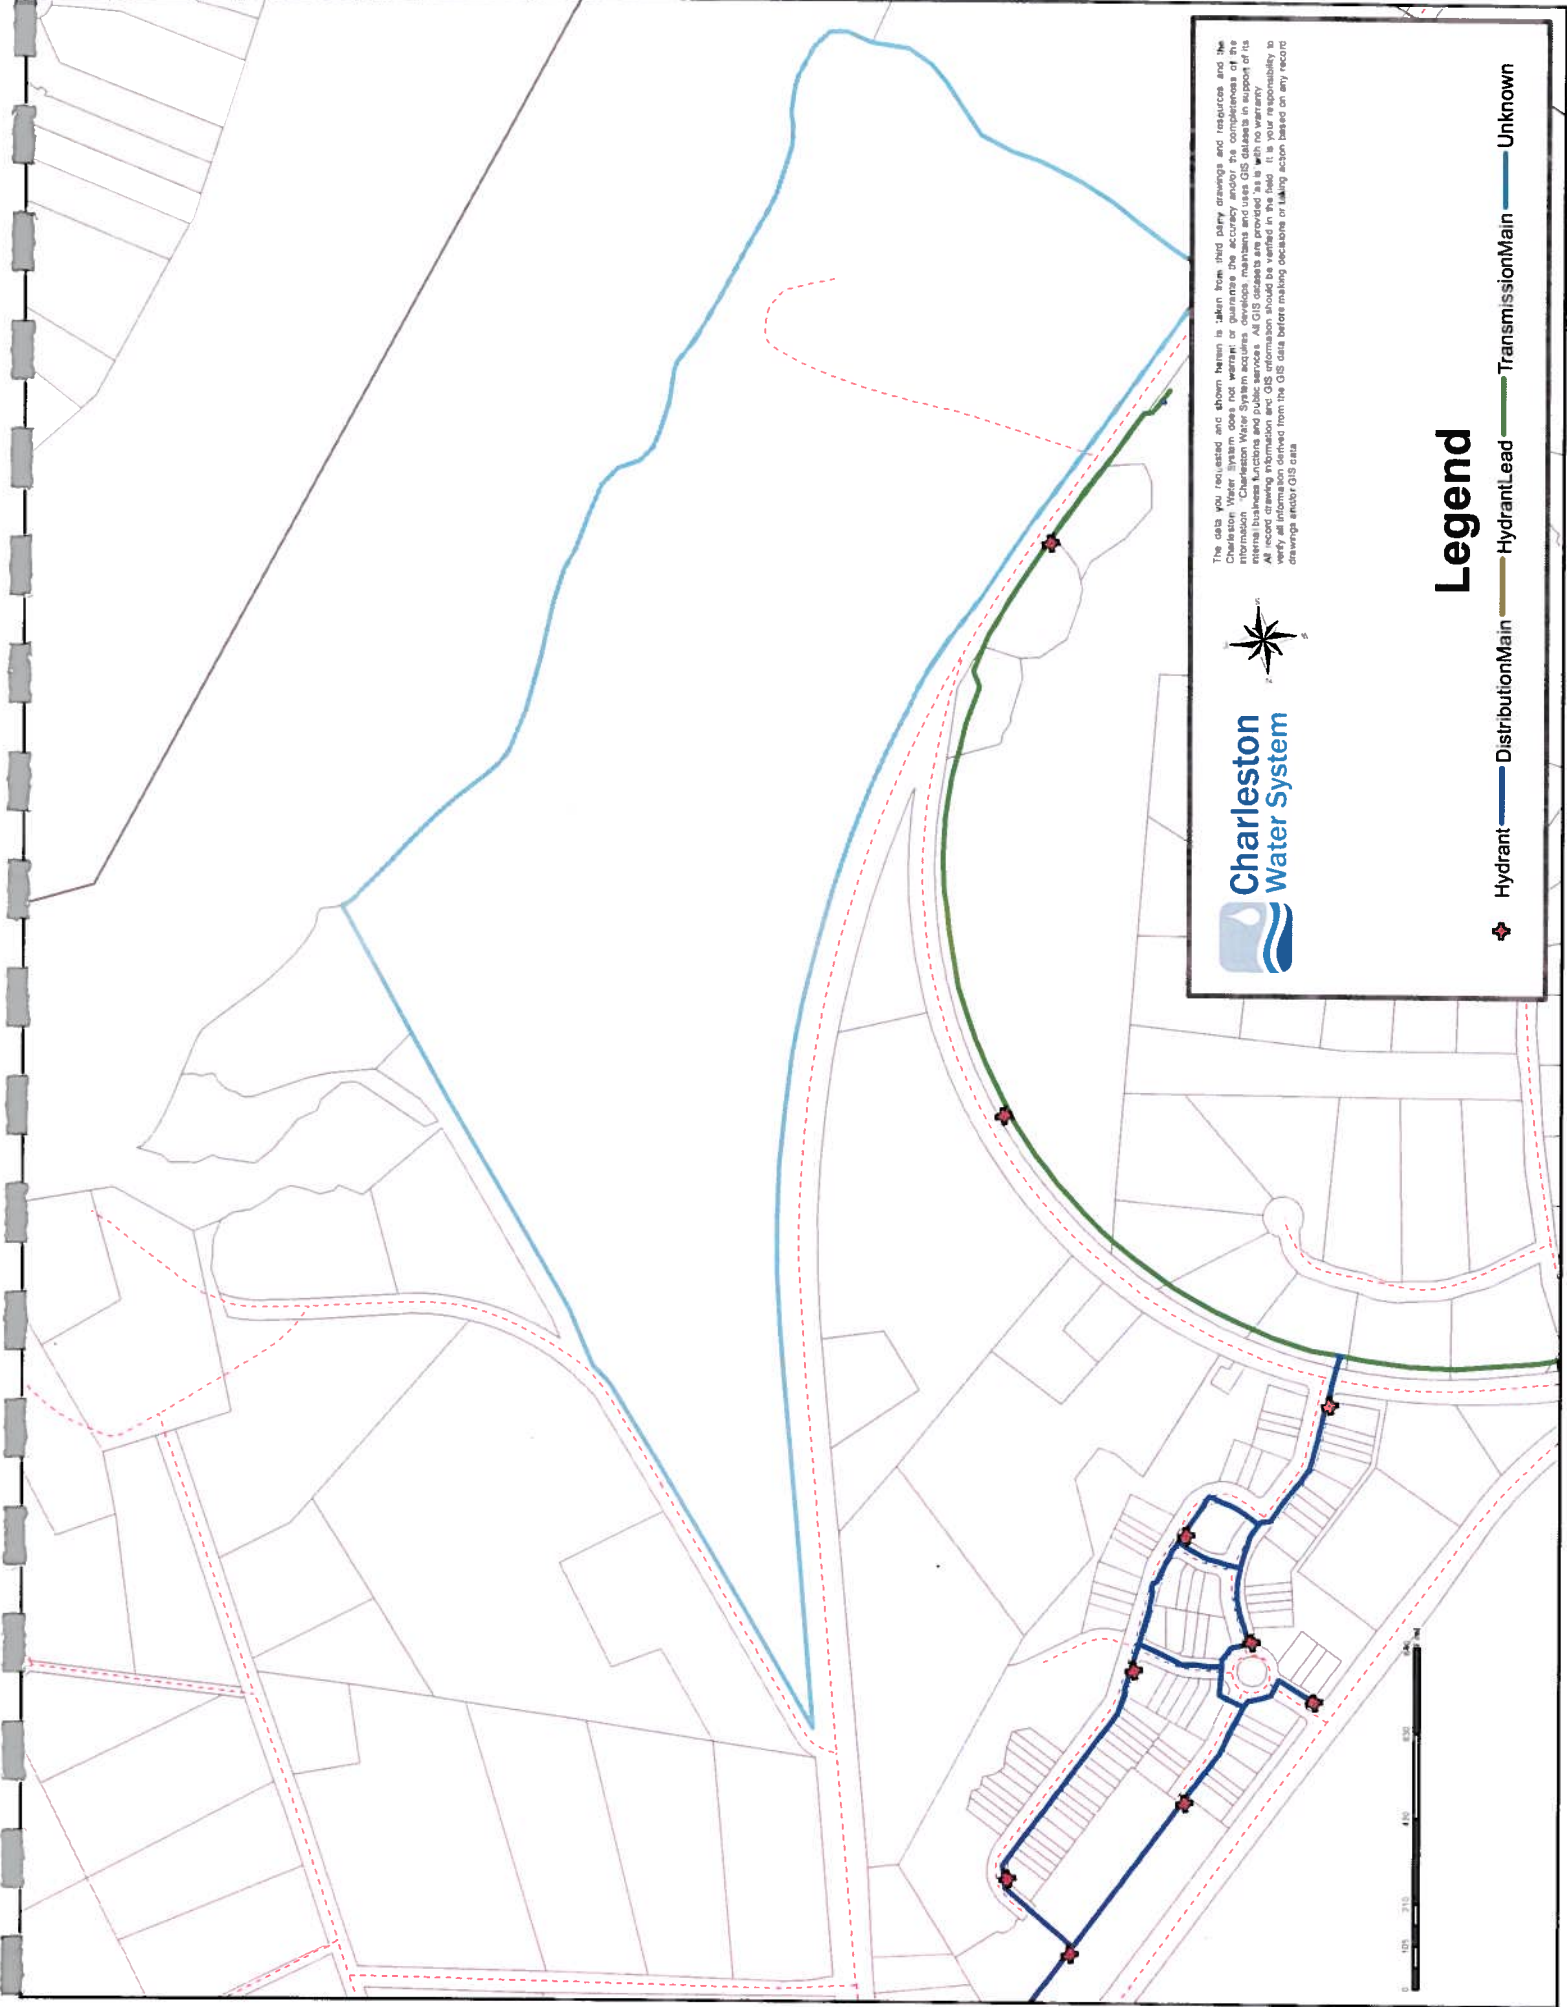 Charleston
Water System
The data you requested and shown herein is taken from third party drawings and resources and the
Charleston Water System does not warrant or guarantee the accuracy and/or the completeness of the
information. Charleston Water System acquires, develops, maintains and uses GIS datasets in support of its
internal business functions and public services. All GIS datasets are provided 'as is' with no warranty
All record drawing information and GIS information should be verified in the field. It is your responsibility to
verify all information derived from the GIS data before making decisions or taking action based on any record
drawings and/or GIS data
Legend
Hydrant DistributionMain HydrantLead TransmissionMain Unknown
0 105 210 420 630